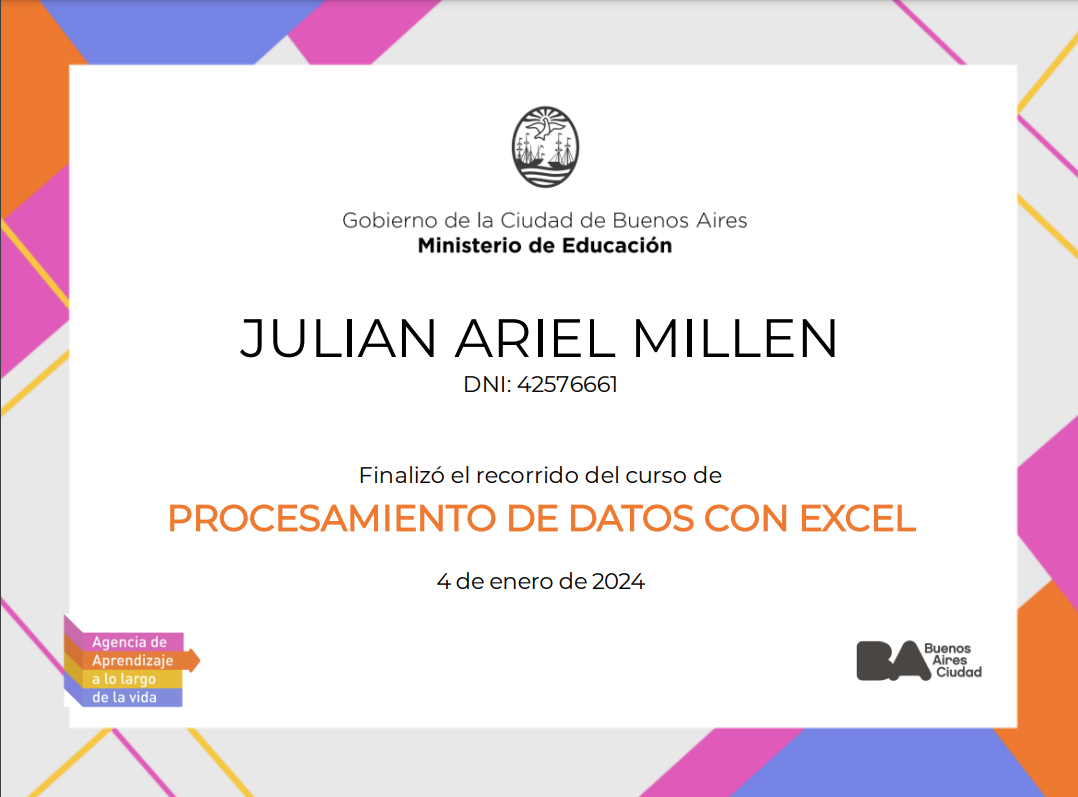 Gobierno de la Ciudad de Buenos Aires
Ministerio de Educación
JULIAN ARIEL MILLEN
DNI: 42576661
Finalizó el recorrido del curso de
PROCESAMIENTO DE DATOS CON EXCEL
4 de enero de 2024
Agencia de
Aprendizaje
a lo largo
de la vida
BA
Buenos
Aires
Ciudad